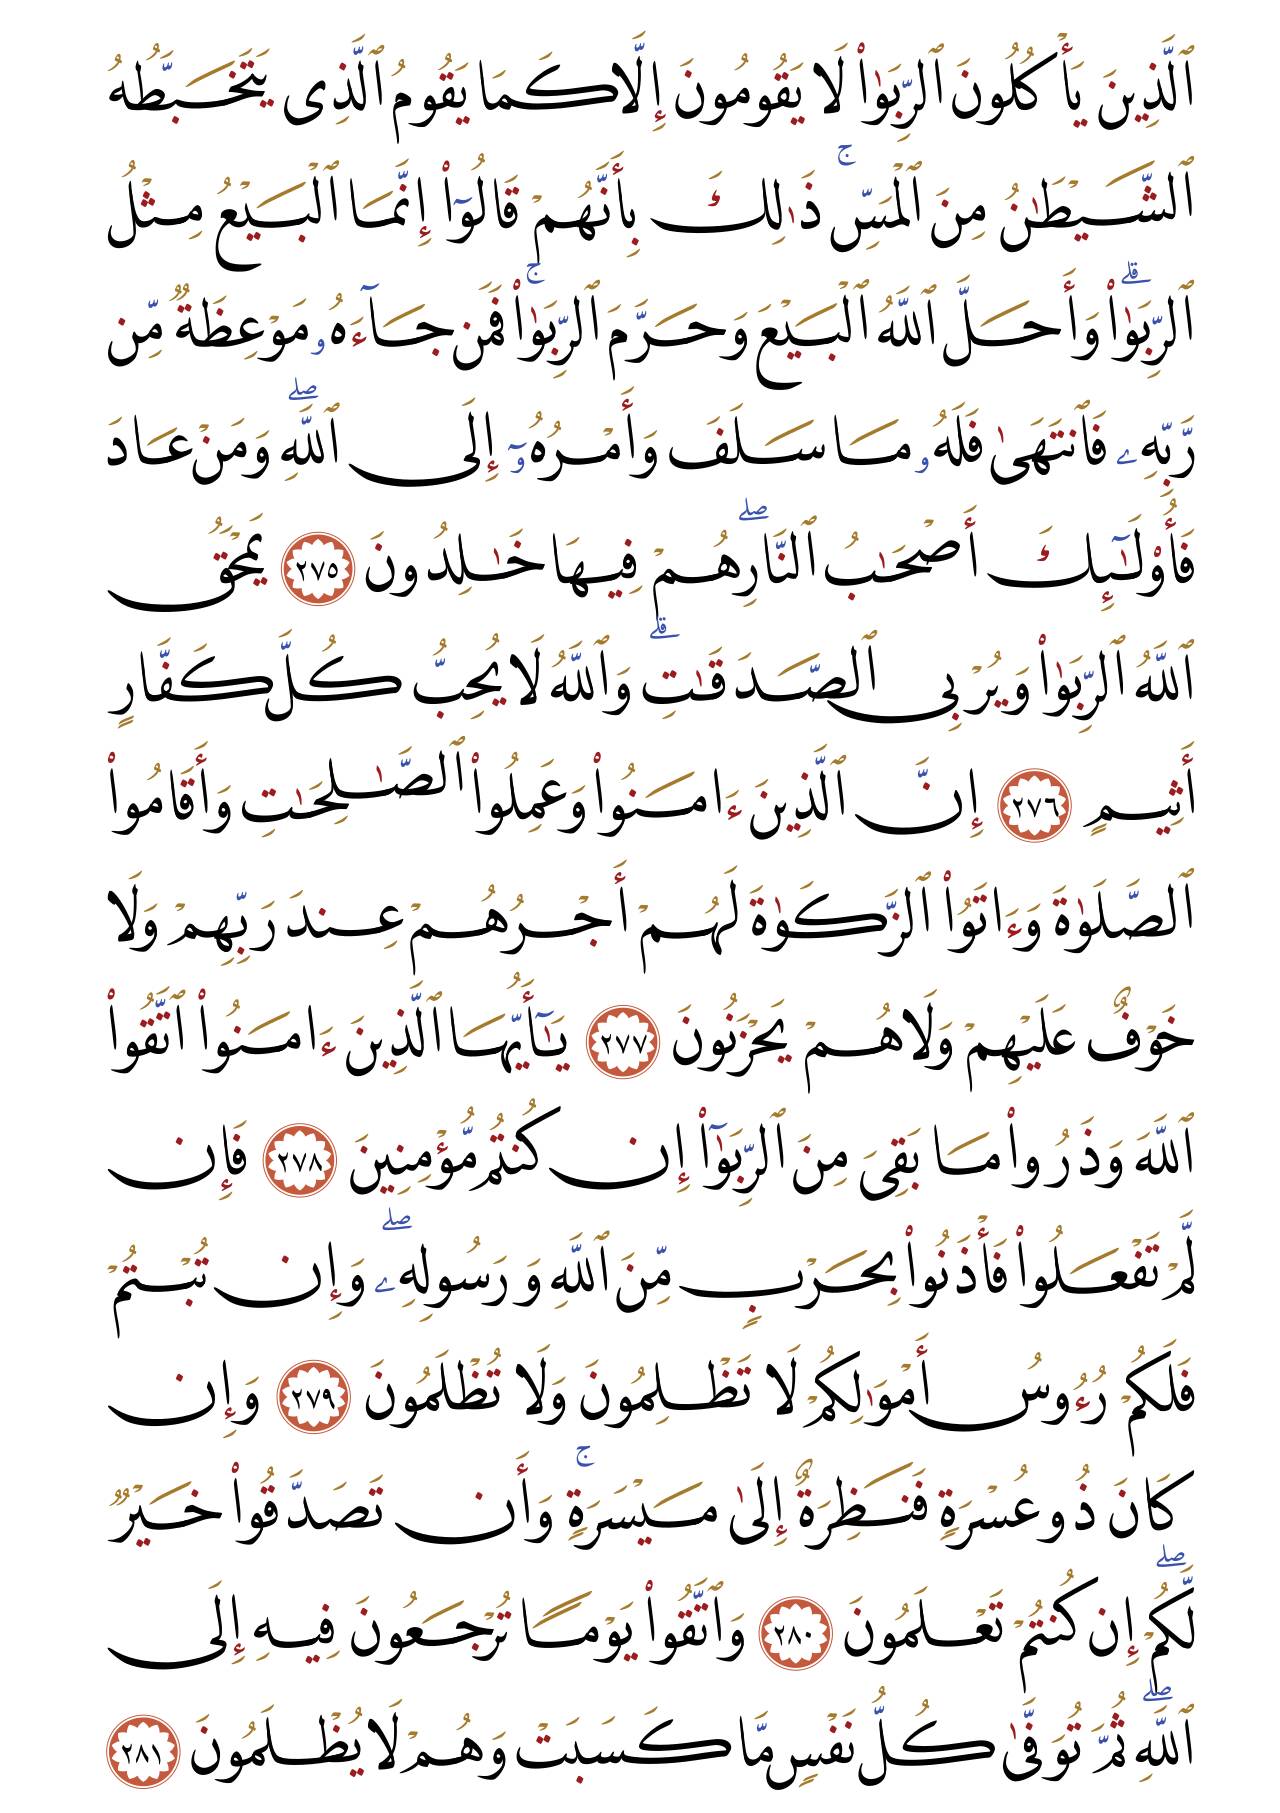 ٱلَّذِينَ يَأْكُلُونَ ٱلرِّبَوٰا۟ لَا يَقُومُونَ إِلَّا كَمَا يَقُومُ ٱلَّذِى يَتَخَبَّطُهُ
ٱلشَّيْطَٰنُ مِنَ ٱلْمَسِّ ۚ ذَٰلِكَ بِأَنَّهُمْ قَالُوٓا۟ إِنَّمَا ٱلْبَيْعُ مِثْلُ
ٱلرِّبَوٰا۟ ۗ وَأَحَلَّ ٱللَّهُ ٱلْبَيْعَ وَحَرَّمَ ٱلرِّبَوٰا۟ ۚ فَمَن جَآءَهُۥ مَوْعِظَةٌ مِّن
رَّبِّهِۦ فَٱنتَهَىٰ فَلَهُۥ مَا سَلَفَ وَأَمْرُهُۥٓ إِلَى ٱللَّهِ ۖ وَمَنْ عَادَ
فَأُو۟لَٰٓئِكَ أَصْحَٰبُ ٱلنَّارِ ۖ هُمْ فِيهَا خَٰلِدُونَ ٢٧٥ يَمْحَقُ
ٱللَّهُ ٱلرِّبَوٰا۟ وَيُرْبِى ٱلصَّدَقَٰتِ ۗ وَٱللَّهُ لَا يُحِبُّ كُلَّ كَفَّارٍ
أَثِيمٍ ٢٧٦ إِنَّ ٱلَّذِينَ ءَامَنُوا۟ وَعَمِلُوا۟ ٱلصَّٰلِحَٰتِ وَأَقَامُوا۟
ٱلصَّلَوٰةَ وَءَاتَوُا۟ ٱلزَّكَوٰةَ لَهُمْ أَجْرُهُمْ عِندَ رَبِّهِمْ وَلَا
خَوْفٌ عَلَيْهِمْ وَلَا هُمْ يَحْزَنُونَ ٢٧٧ يَٰٓأَيُّهَا ٱلَّذِينَ ءَامَنُوا۟ ٱتَّقُوا۟
ٱللَّهَ وَذَرُوا۟ مَا بَقِىَ مِنَ ٱلرِّبَوٰٓا۟ إِن كُنتُم مُّؤْمِنِينَ ٢٧٨ فَإِن
لَّمْ تَفْعَلُوا۟ فَأْذَنُوا۟ بِحَرْبٍ مِّنَ ٱللَّهِ وَرَسُولِهِۦ ۖ وَإِن تُبْتُمْ
فَلَكُمْ رُءُوسُ أَمْوَٰلِكُمْ لَا تَظْلِمُونَ وَلَا تُظْلَمُونَ ٢٧٩ وَإِن
كَانَ ذُو عُسْرَةٍ فَنَظِرَةٌ إِلَىٰ مَيْسَرَةٍ ۚ وَأَن تَصَدَّقُوا۟ خَيْرٌ
لَّكُمْ ۖ إِن كُنتُمْ تَعْلَمُونَ ٢٨٠ وَٱتَّقُوا۟ يَوْمًا تُرْجَعُونَ فِيهِ إِلَى
ٱللَّهِ ۖ ثُمَّ تُوَفَّىٰ كُلُّ نَفْسٍ مَّا كَسَبَتْ وَهُمْ لَا يُظْلَمُونَ ٢٨١